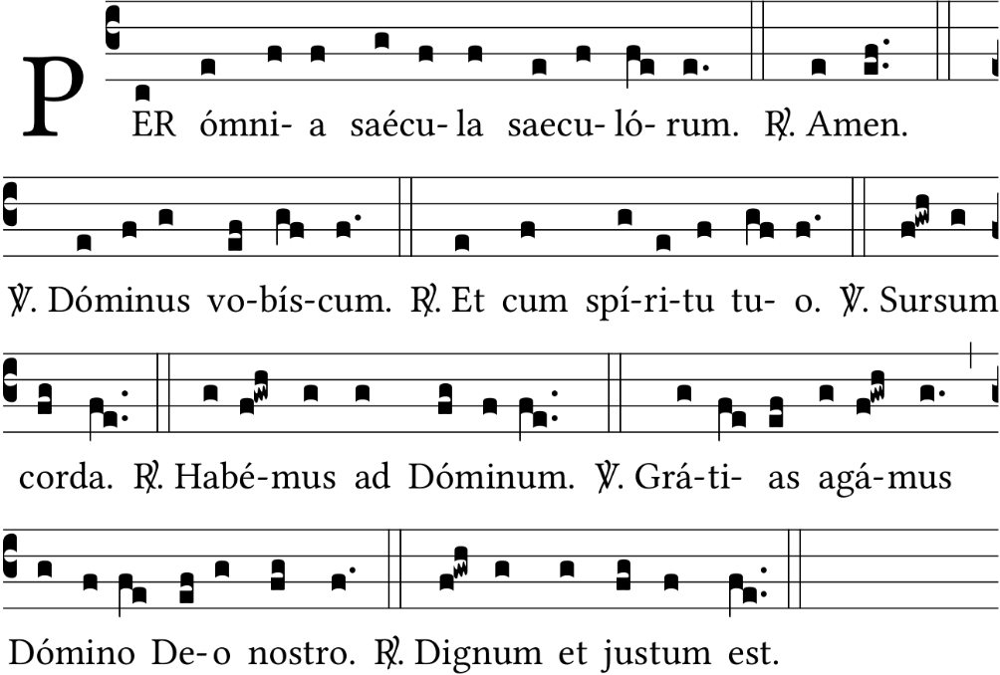 PER ómni- a saécu- la saecu- ló- rum. ℟. Amen.
℣. Dóminus vo-bís-cum. ℟. Et cum spí-ri-tu tu- o. ℣. Sursum
corda. ℟. Habé-mus ad Dóminum. ℣. Grá-ti- as agá-mus
Dómino De-o nostro. ℟. Dignum et justum est.